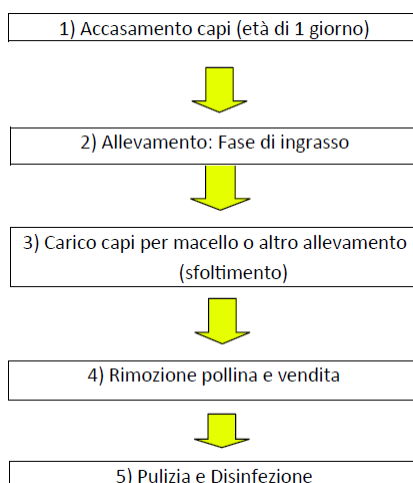 1) Accasamento capi (età di 1 giorno)
2) Allevamento: Fase di ingrasso
3) Carico capi per macello o altro allevamento
(sfoltimento)
4) Rimozione pollina e vendita
5) Pulizia e Disinfezione